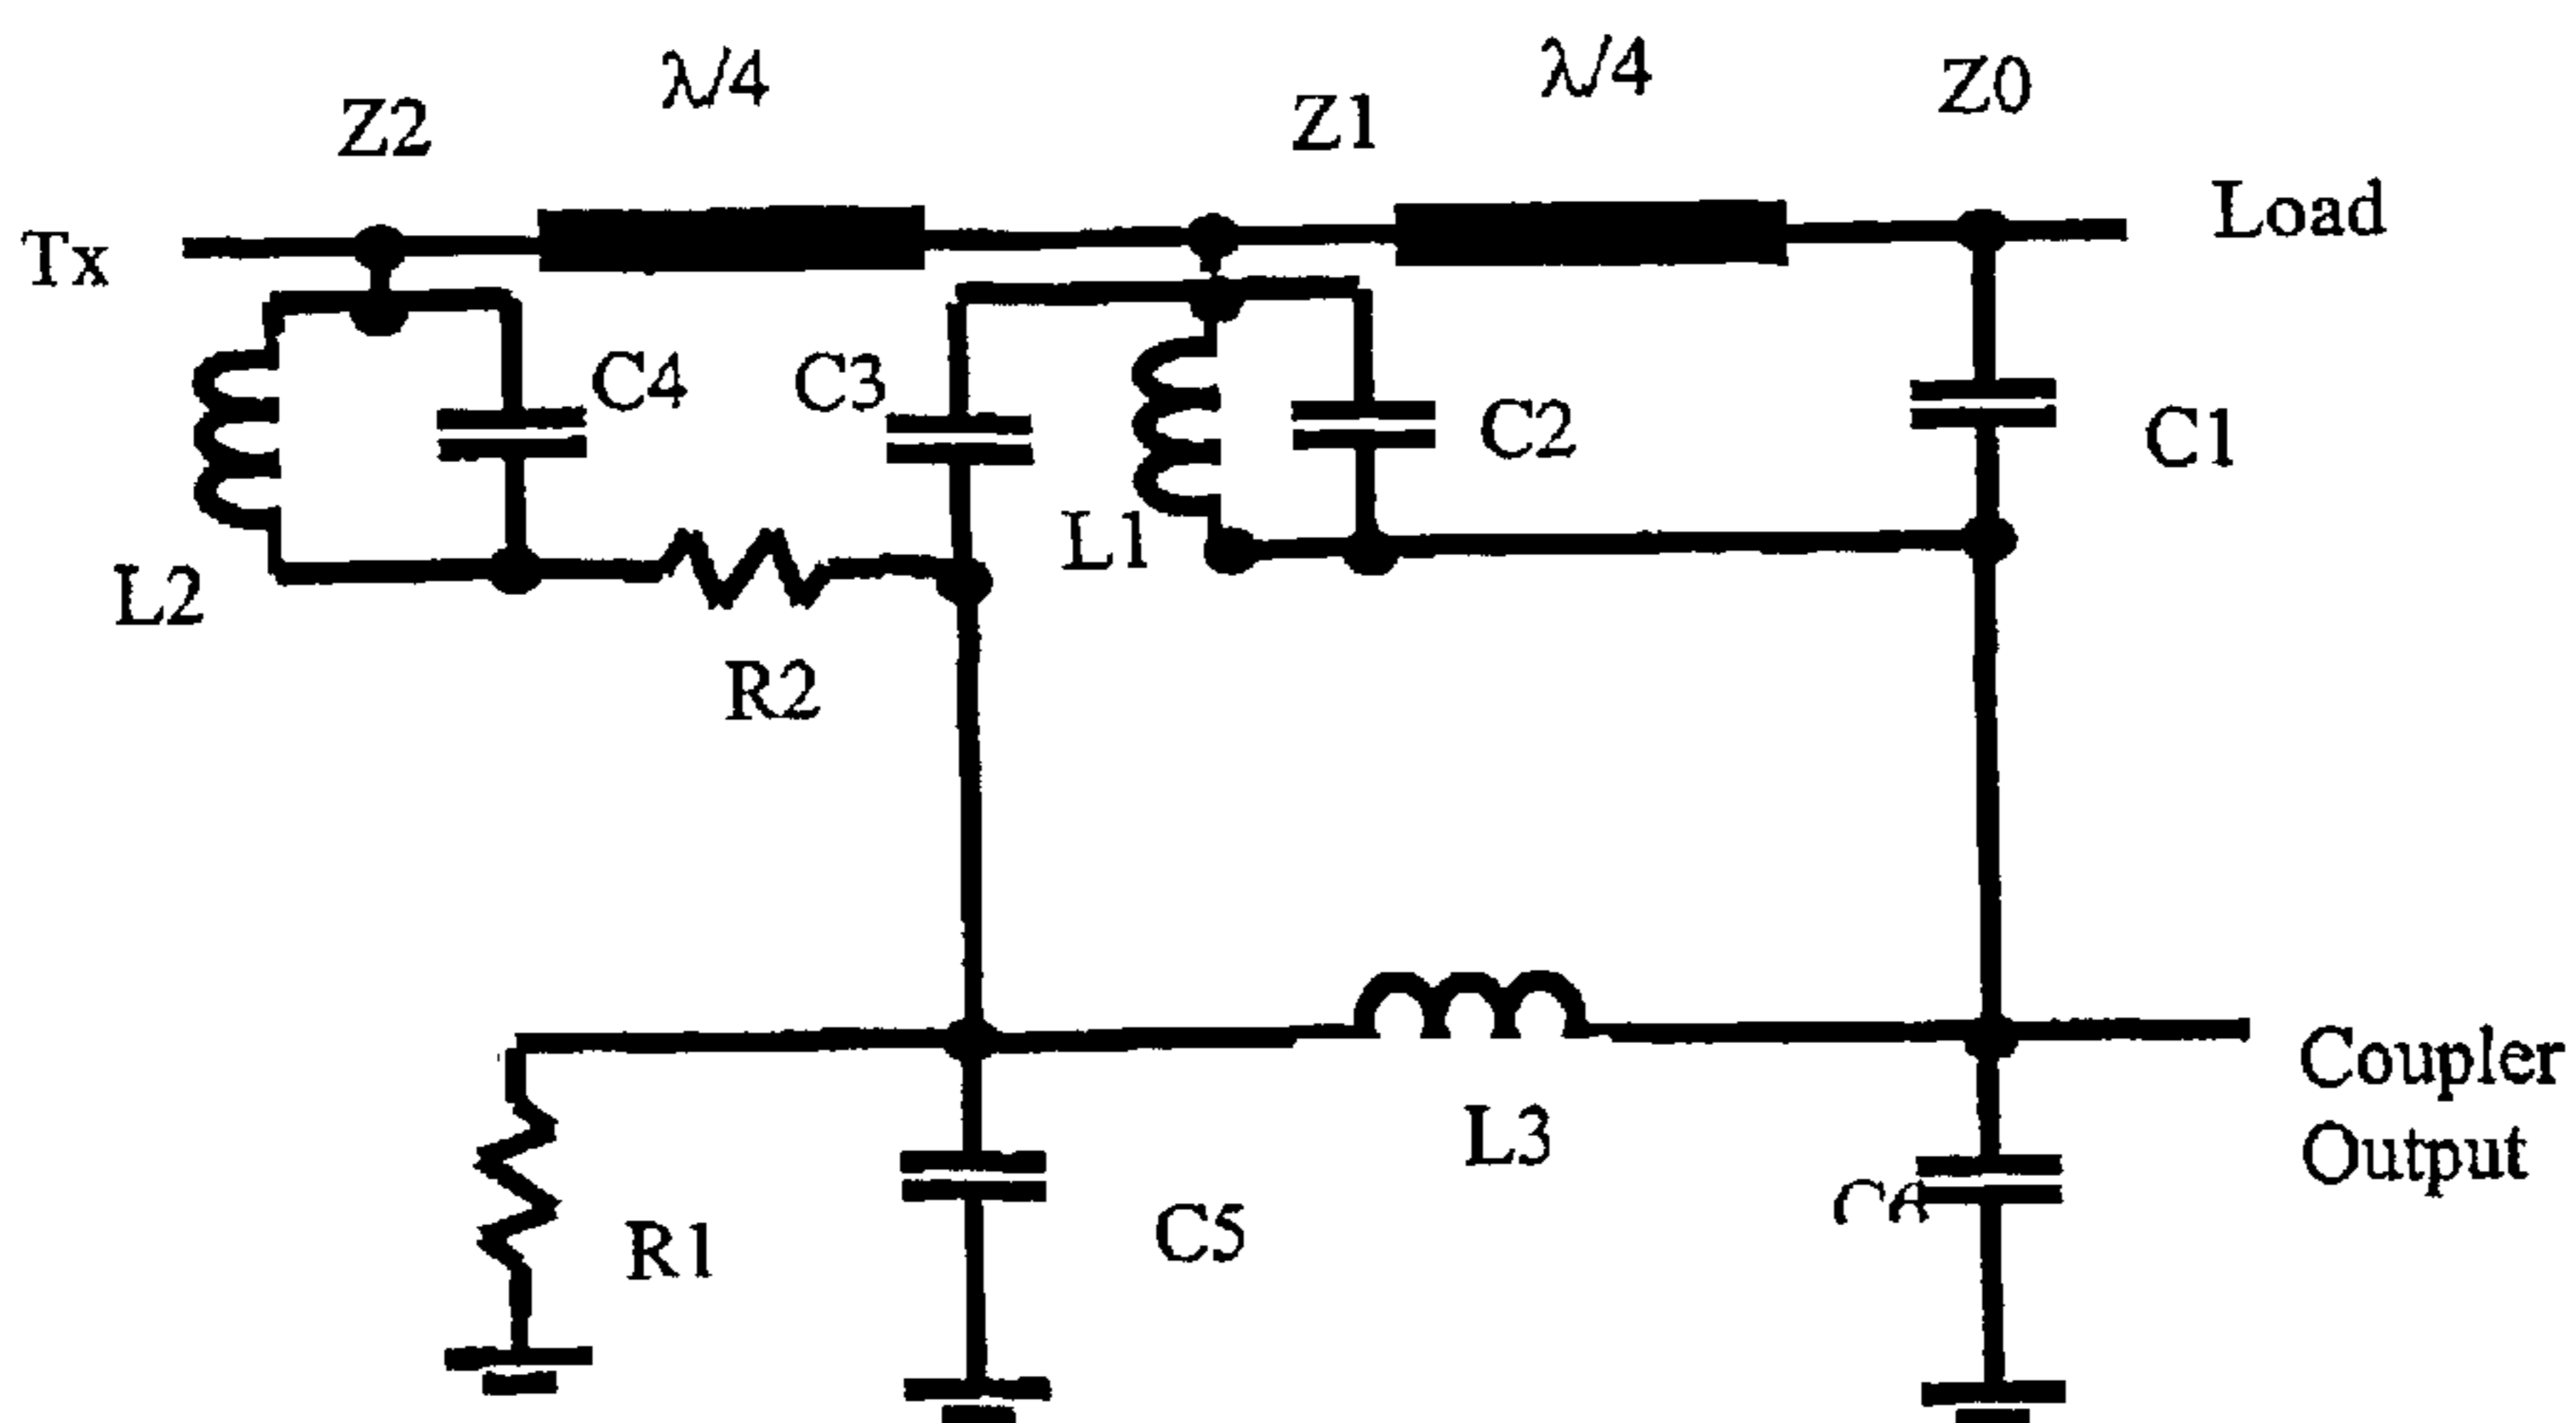 λ/4
λ/4
Z0
Z2
Z1
Load
Tx
C4
C3
C2
C1
L1
L2
R2
Coupler
Output
L3
R1
C5